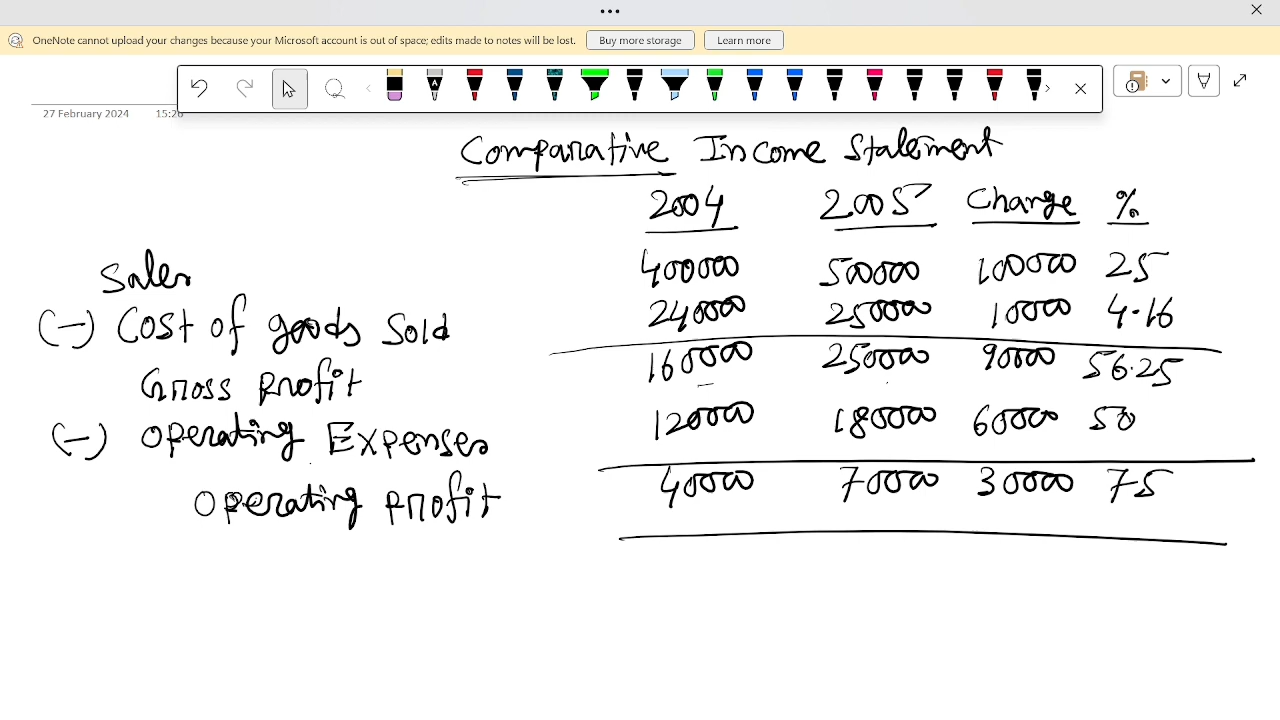 OneNote cannot upload your changes because your Microsoft account is out of space; edits made to notes will be lost. Buy more storage Learn more
27 February 2024 15:26
Comparative Income Statement
2004 2005 Change %
Sales 400000 500000 100000 25
(-) Cost of goods Sold 240000 250000 10000 4.16
Gross Profit 160000 250000 90000 56.25
(-) Operating Expenses 120000 180000 60000 50
Operating Profit 40000 70000 30000 75